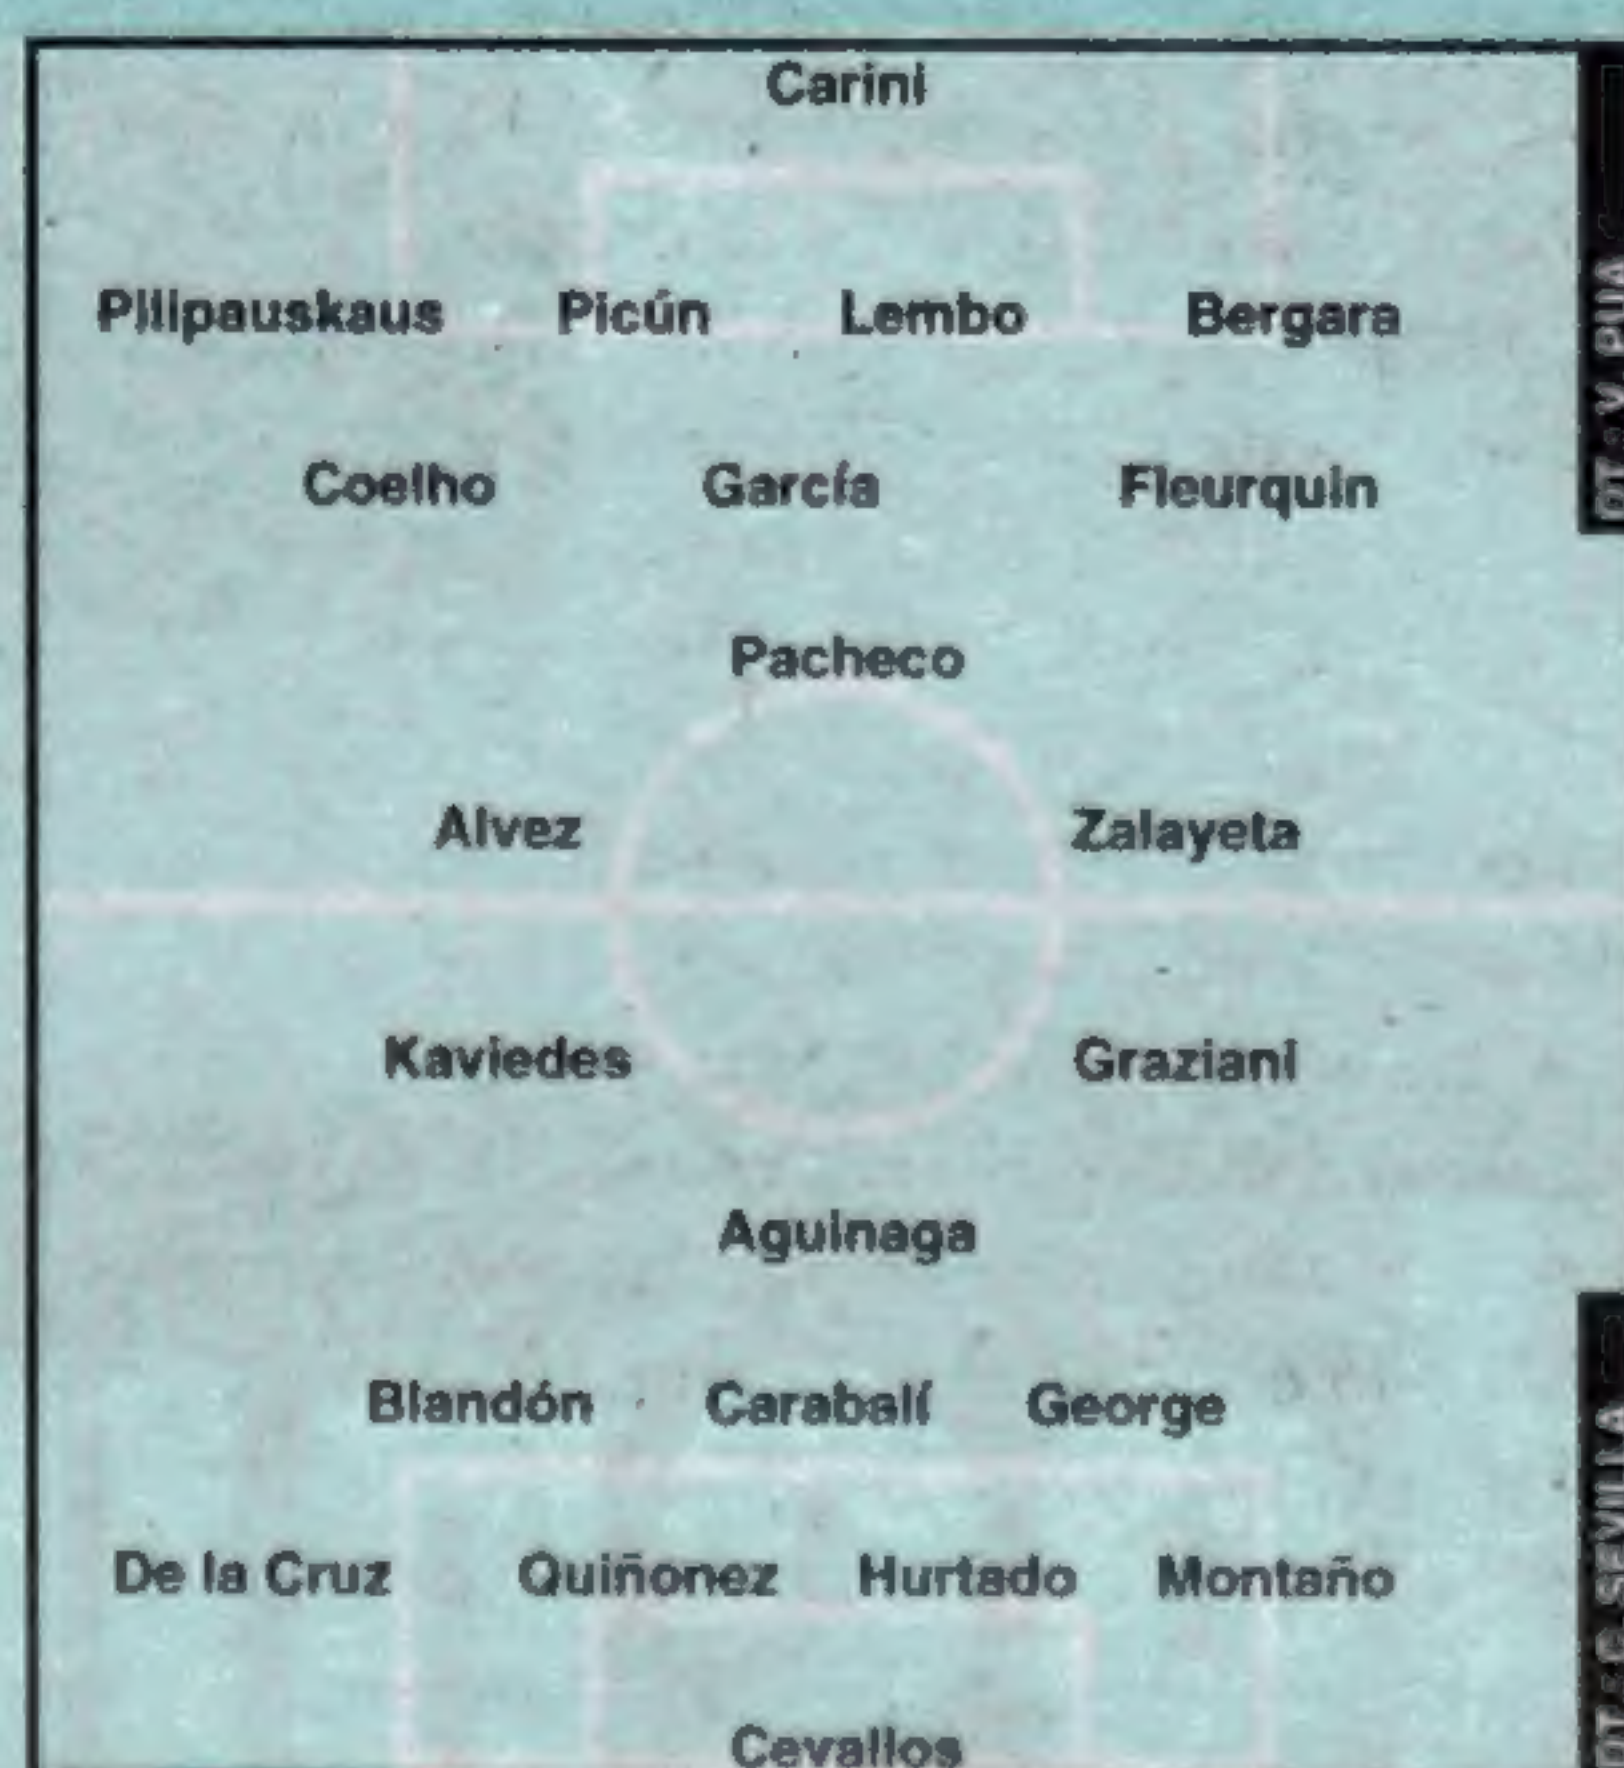 Carini
Pilipauskaus Picún Lembo Bergara
Coelho García Fleurquin
Pacheco
Alvez Zalayeta
Kaviedes Graziani
Aguinaga
Blandón Carabalí George
De la Cruz Quiñonez Hurtado Montaño
Cevallos
DT: V. PUA
DT: C. SEVILLA